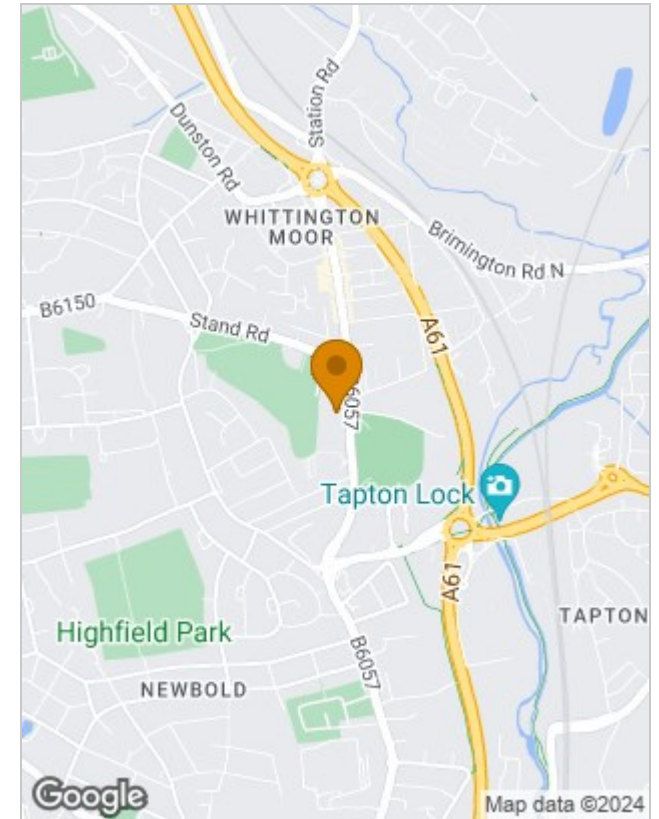 Station Rd
Dunston Rd
WHITTINGTON
MOOR
Brimington Rd N
B6150
Stand Rd
A61
B6057
Tapton Lock
A61
TAPTON
Highfield Park
B6057
NEWBOLD
Google
Map data ©2024